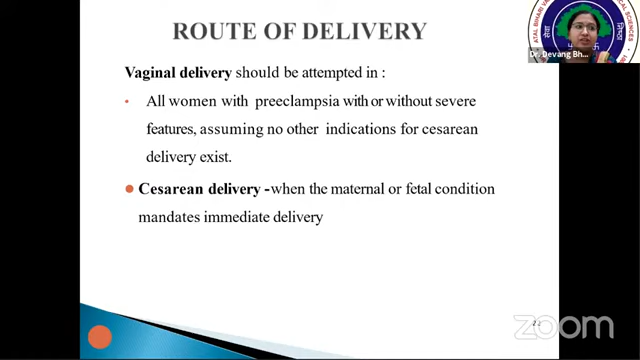 ROUTE OF DELIVERY
Vaginal delivery should be attempted in :
• All women with preeclampsia with or without severe
features, assuming no other indications for cesarean
delivery exist.
● Cesarean delivery -when the maternal or fetal condition
mandates immediate delivery
ATAL BIHARI
Dr. Devang Bh...
zoom